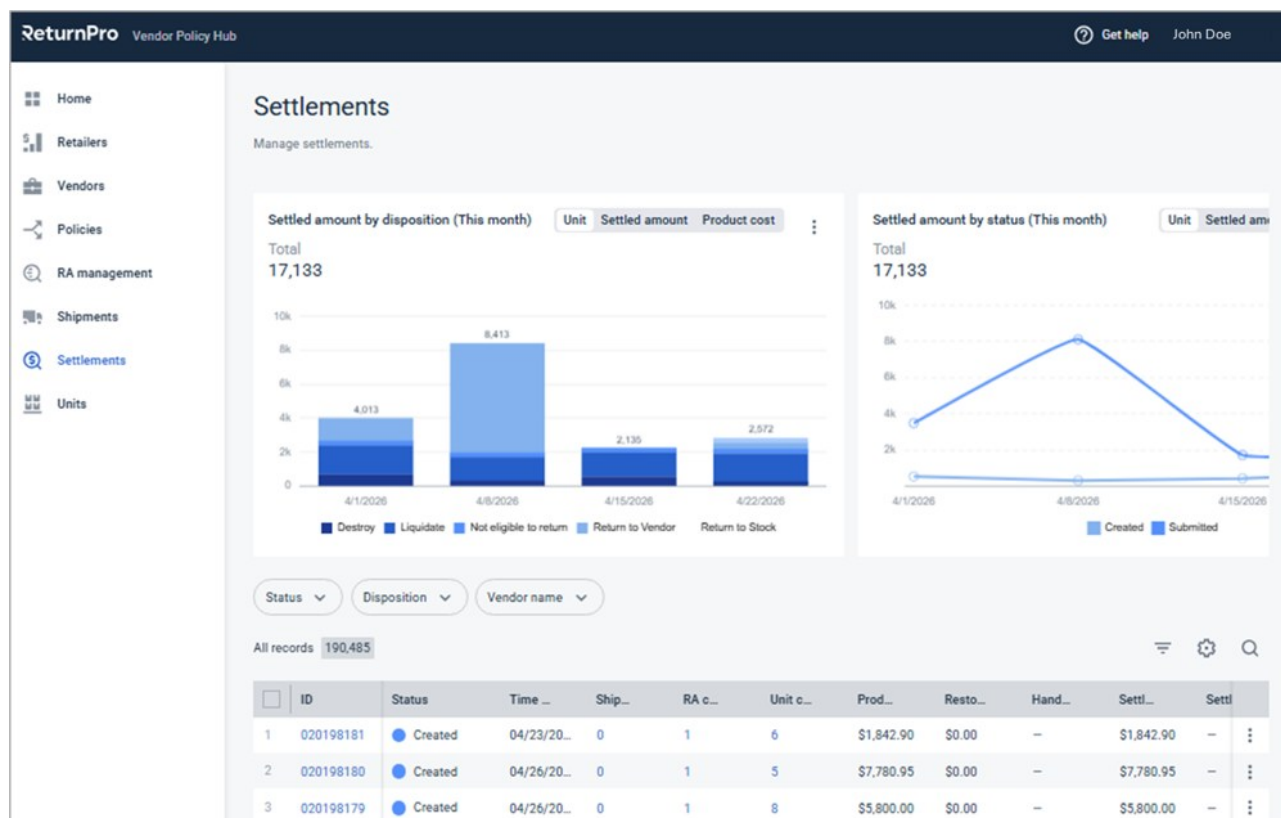 ReturnPro Vendor Policy Hub
Get help John Doe
Home
Retailers
Vendors
Policies
RA management
Shipments
Settlements
Units
Settlements
Manage settlements.
Settled amount by disposition (This month) Unit Settled amount Product cost
Total
17,133
10k
8k
6k
4k
2k
0
4,013
8,413
2,135
2,572
4/1/2026 4/8/2026 4/15/2026 4/22/2026
Destroy Liquidate Not eligible to return Return to Vendor Return to Stock
Settled amount by status (This month) Unit Settled am
Total
17,133
10k
8k
6k
4k
2k
4/1/2026 4/8/2026 4/15/2026
Created Submitted
Status Disposition Vendor name
All records 190,485
ID Status Time ... Ship... RA c... Unit c... Prod... Resto... Hand... Settl... Settl
1 020198181 Created 04/23/20... 0 1 6 $1,842.90 $0.00 – $1,842.90 –
2 020198180 Created 04/26/20... 0 1 5 $7,780.95 $0.00 – $7,780.95 –
3 020198179 Created 04/26/20... 0 1 8 $5,800.00 $0.00 – $5,800.00 –